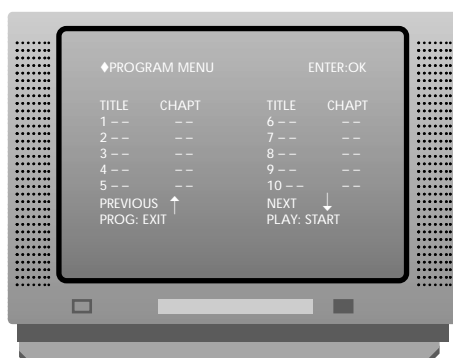 ♦PROGRAM MENU ENTER:OK
TITLE CHAPT TITLE CHAPT
1 – – – – 6 – – – –
2 – – – – 7 – – – –
3 – – – – 8 – – – –
4 – – – – 9 – – – –
5 – – – – 10 – – – –
PREVIOUS ↑ NEXT ↓
PROG: EXIT PLAY: START